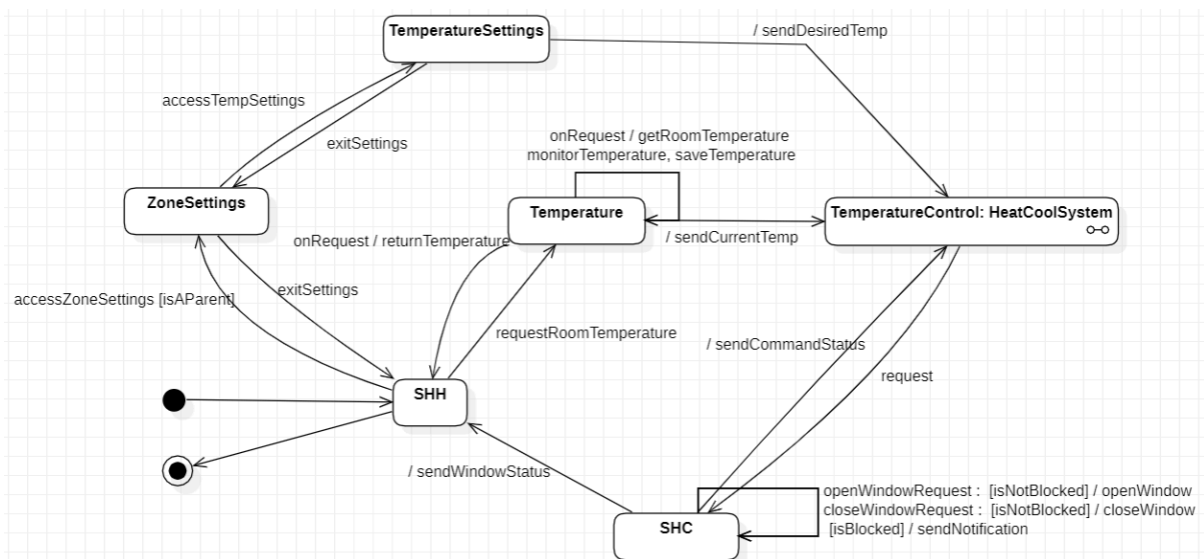 TemperatureSettings
/ sendDesiredTemp
accessTempSettings
exitSettings
onRequest / getRoomTemperature
monitorTemperature, saveTemperature
ZoneSettings
Temperature
TemperatureControl: HeatCoolSystem
onRequest / returnTemperature
/ sendCurrentTemp
accessZoneSettings [isAParent]
exitSettings
requestRoomTemperature
/ sendCommandStatus
request
SHH
/ sendWindowStatus
openWindowRequest : [isNotBlocked] / openWindow
closeWindowRequest : [isNotBlocked] / closeWindow
[isBlocked] / sendNotification
SHC